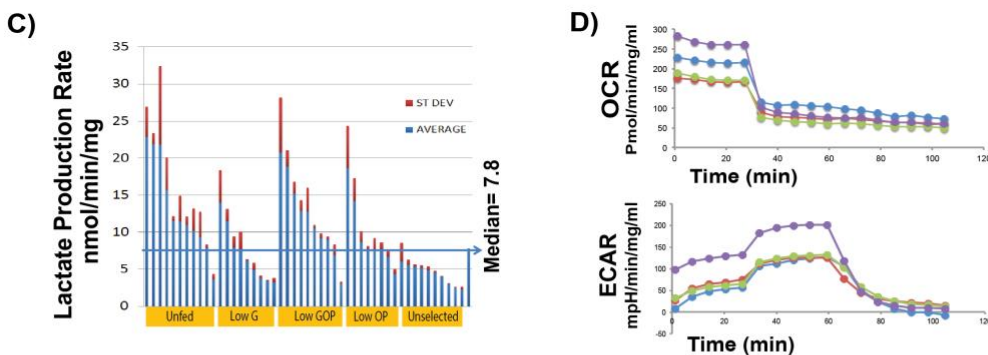 C)
Lactate Production Rate
nmol/min/mg
35
30
25
20
15
10
5
0
ST DEV
AVERAGE
Median= 7.8
Unfed
Low G
Low GOP
Low OP
Unselected
D)
OCR
Pmol/min/mg/ml
300
250
200
150
100
50
0
0
20
40
60
80
100
120
Time (min)
ECAR
mpH/min/mg/ml
250
200
150
100
50
0
-50
0
20
40
60
80
100
120
Time (min)